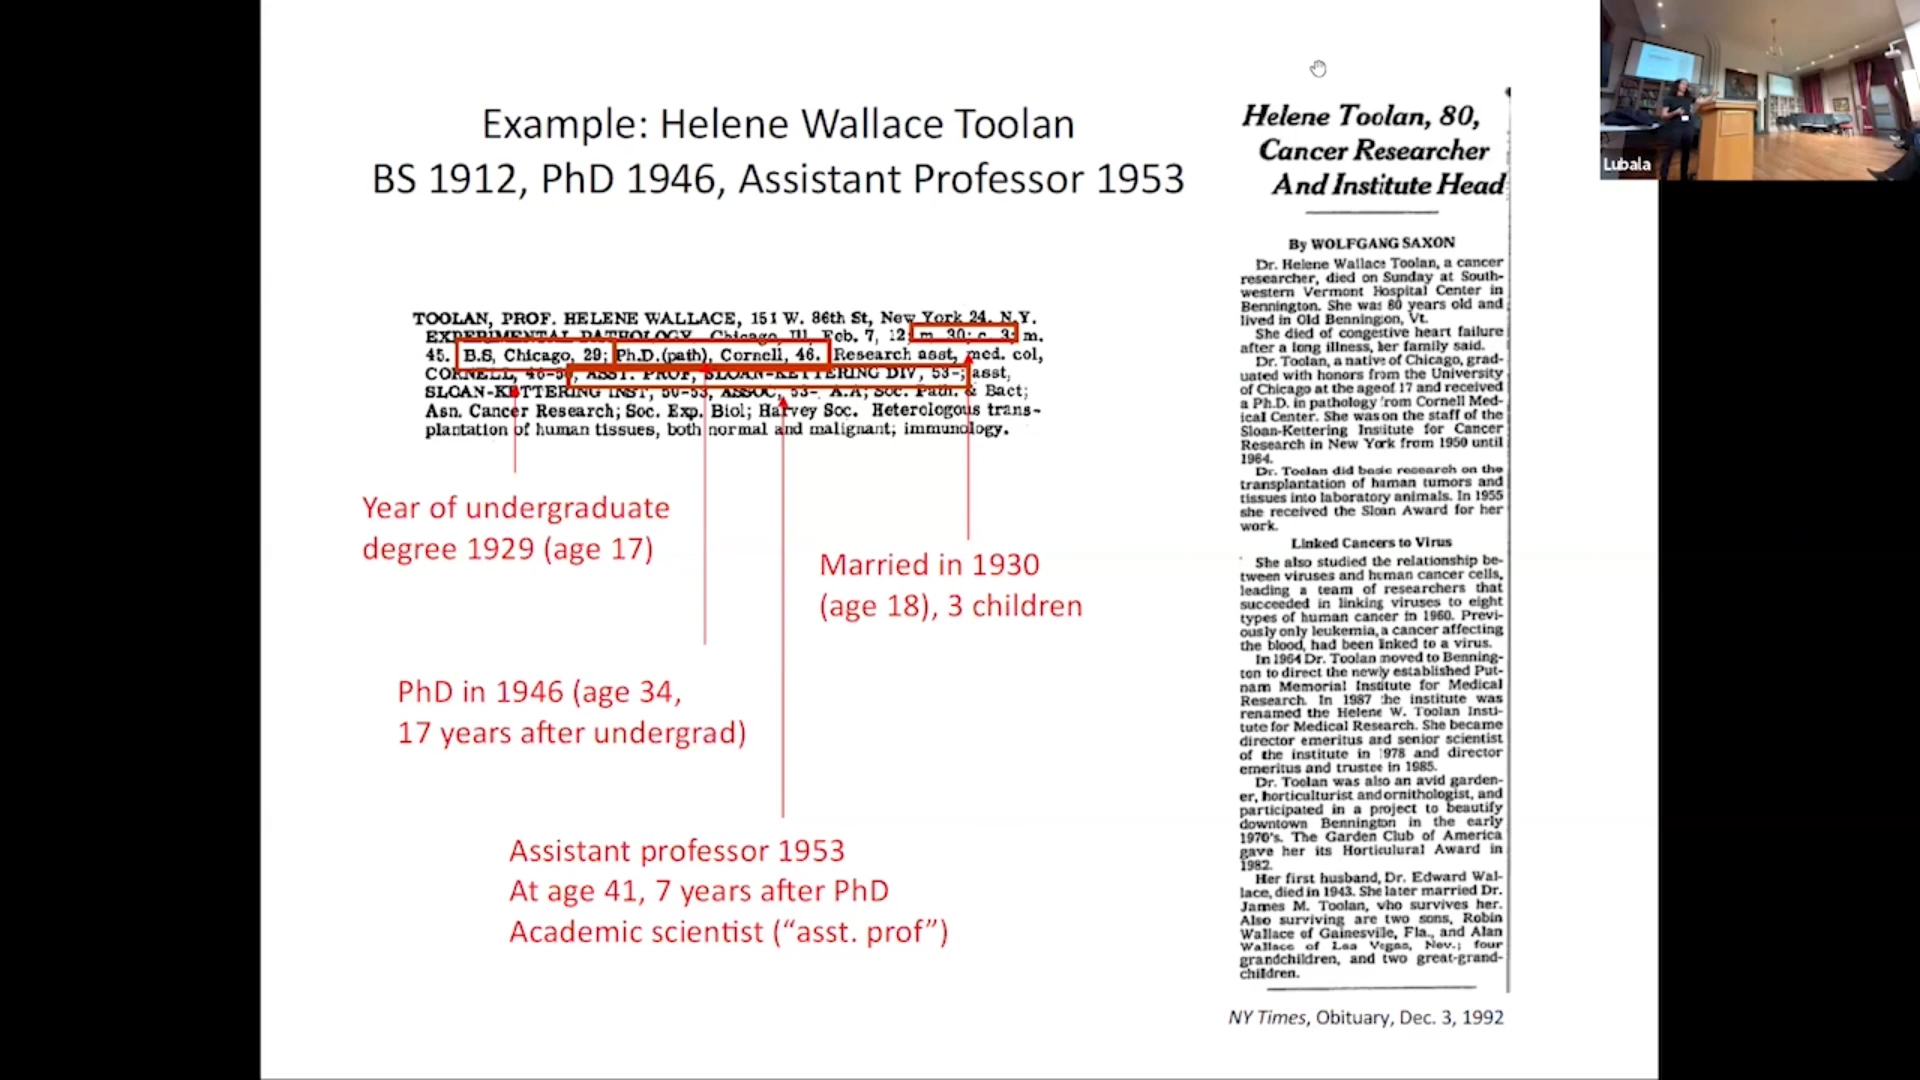 Example: Helene Wallace Toolan
BS 1912, PhD 1946, Assistant Professor 1953
TOOLAN, PROF. HELENE WALLACE, 151 W. 86th St, New York 24, N.Y.
EXPERIMENTAL PATHOLOGY. Chicago, Ill, Feb. 7, 12; m. 30; c. 3; m.
45. B.S, Chicago, 29; Ph.D.(path), Cornell, 46. Research asst, med. col,
CORNELL, 46-50, ASST. PROF, SLOAN-KETTERING DIV, 53-; asst,
SLOAN-KETTERING INST, 50-53, ASSOC, 53- A.A; Soc. Path. & Bact;
Asn. Cancer Research; Soc. Exp. Biol; Harvey Soc. Heterologous trans-
plantation of human tissues, both normal and malignant; immunology.
Year of undergraduate
degree 1929 (age 17)
Married in 1930
(age 18), 3 children
PhD in 1946 (age 34,
17 years after undergrad)
Assistant professor 1953
At age 41, 7 years after PhD
Academic scientist (“asst. prof”)
Helene Toolan, 80,
Cancer Researcher
And Institute Head
By WOLFGANG SAXON
Dr. Helene Wallace Toolan, a cancer
researcher, died on Sunday at South-
western Vermont Hospital Center in
Bennington. She was 80 years old and
lived in Old Bennington, Vt.
She died of congestive heart failure
after a long illness, her family said.
Dr. Toolan, a native of Chicago, grad-
uated with honors from the University
of Chicago at the age of 17 and received
a Ph.D. in pathology from Cornell Med-
ical Center. She was on the staff of the
Sloan-Kettering Institute for Cancer
Research in New York from 1950 until
1964.
Dr. Toolan did basic research on the
transplantation of human tumors and
tissues into laboratory animals. In 1955
she received the Sloan Award for her
work.
Linked Cancers to Virus
She also studied the relationship be-
tween viruses and human cancer cells,
leading a team of researchers that
succeeded in linking viruses to eight
types of human cancer in 1960. Previ-
ously only leukemia, a cancer affecting
the blood, had been linked to a virus.
In 1964 Dr. Toolan moved to Benning-
ton to direct the newly established Put-
nam Memorial Institute for Medical
Research. In 1987 the institute was
renamed the Helene W. Toolan Insti-
tute for Medical Research. She became
director emeritus and senior scientist
of the institute in 1978 and director
emeritus and trustee in 1985.
Dr. Toolan was also an avid garden-
er, horticulturist and ornithologist, and
participated in a project to beautify
downtown Bennington in the early
1970's. The Garden Club of America
gave her its Horticulural Award in
1982.
Her first husband, Dr. Edward Wal-
lace, died in 1943. She later married Dr.
James M. Toolan, who survives her.
Also surviving are two sons, Robin
Wallace of Gainesville, Fla., and Alan
Wallace of Las Vegas, Nev.; four
grandchildren, and two great-grand-
children.
NY Times, Obituary, Dec. 3, 1992
Lubala